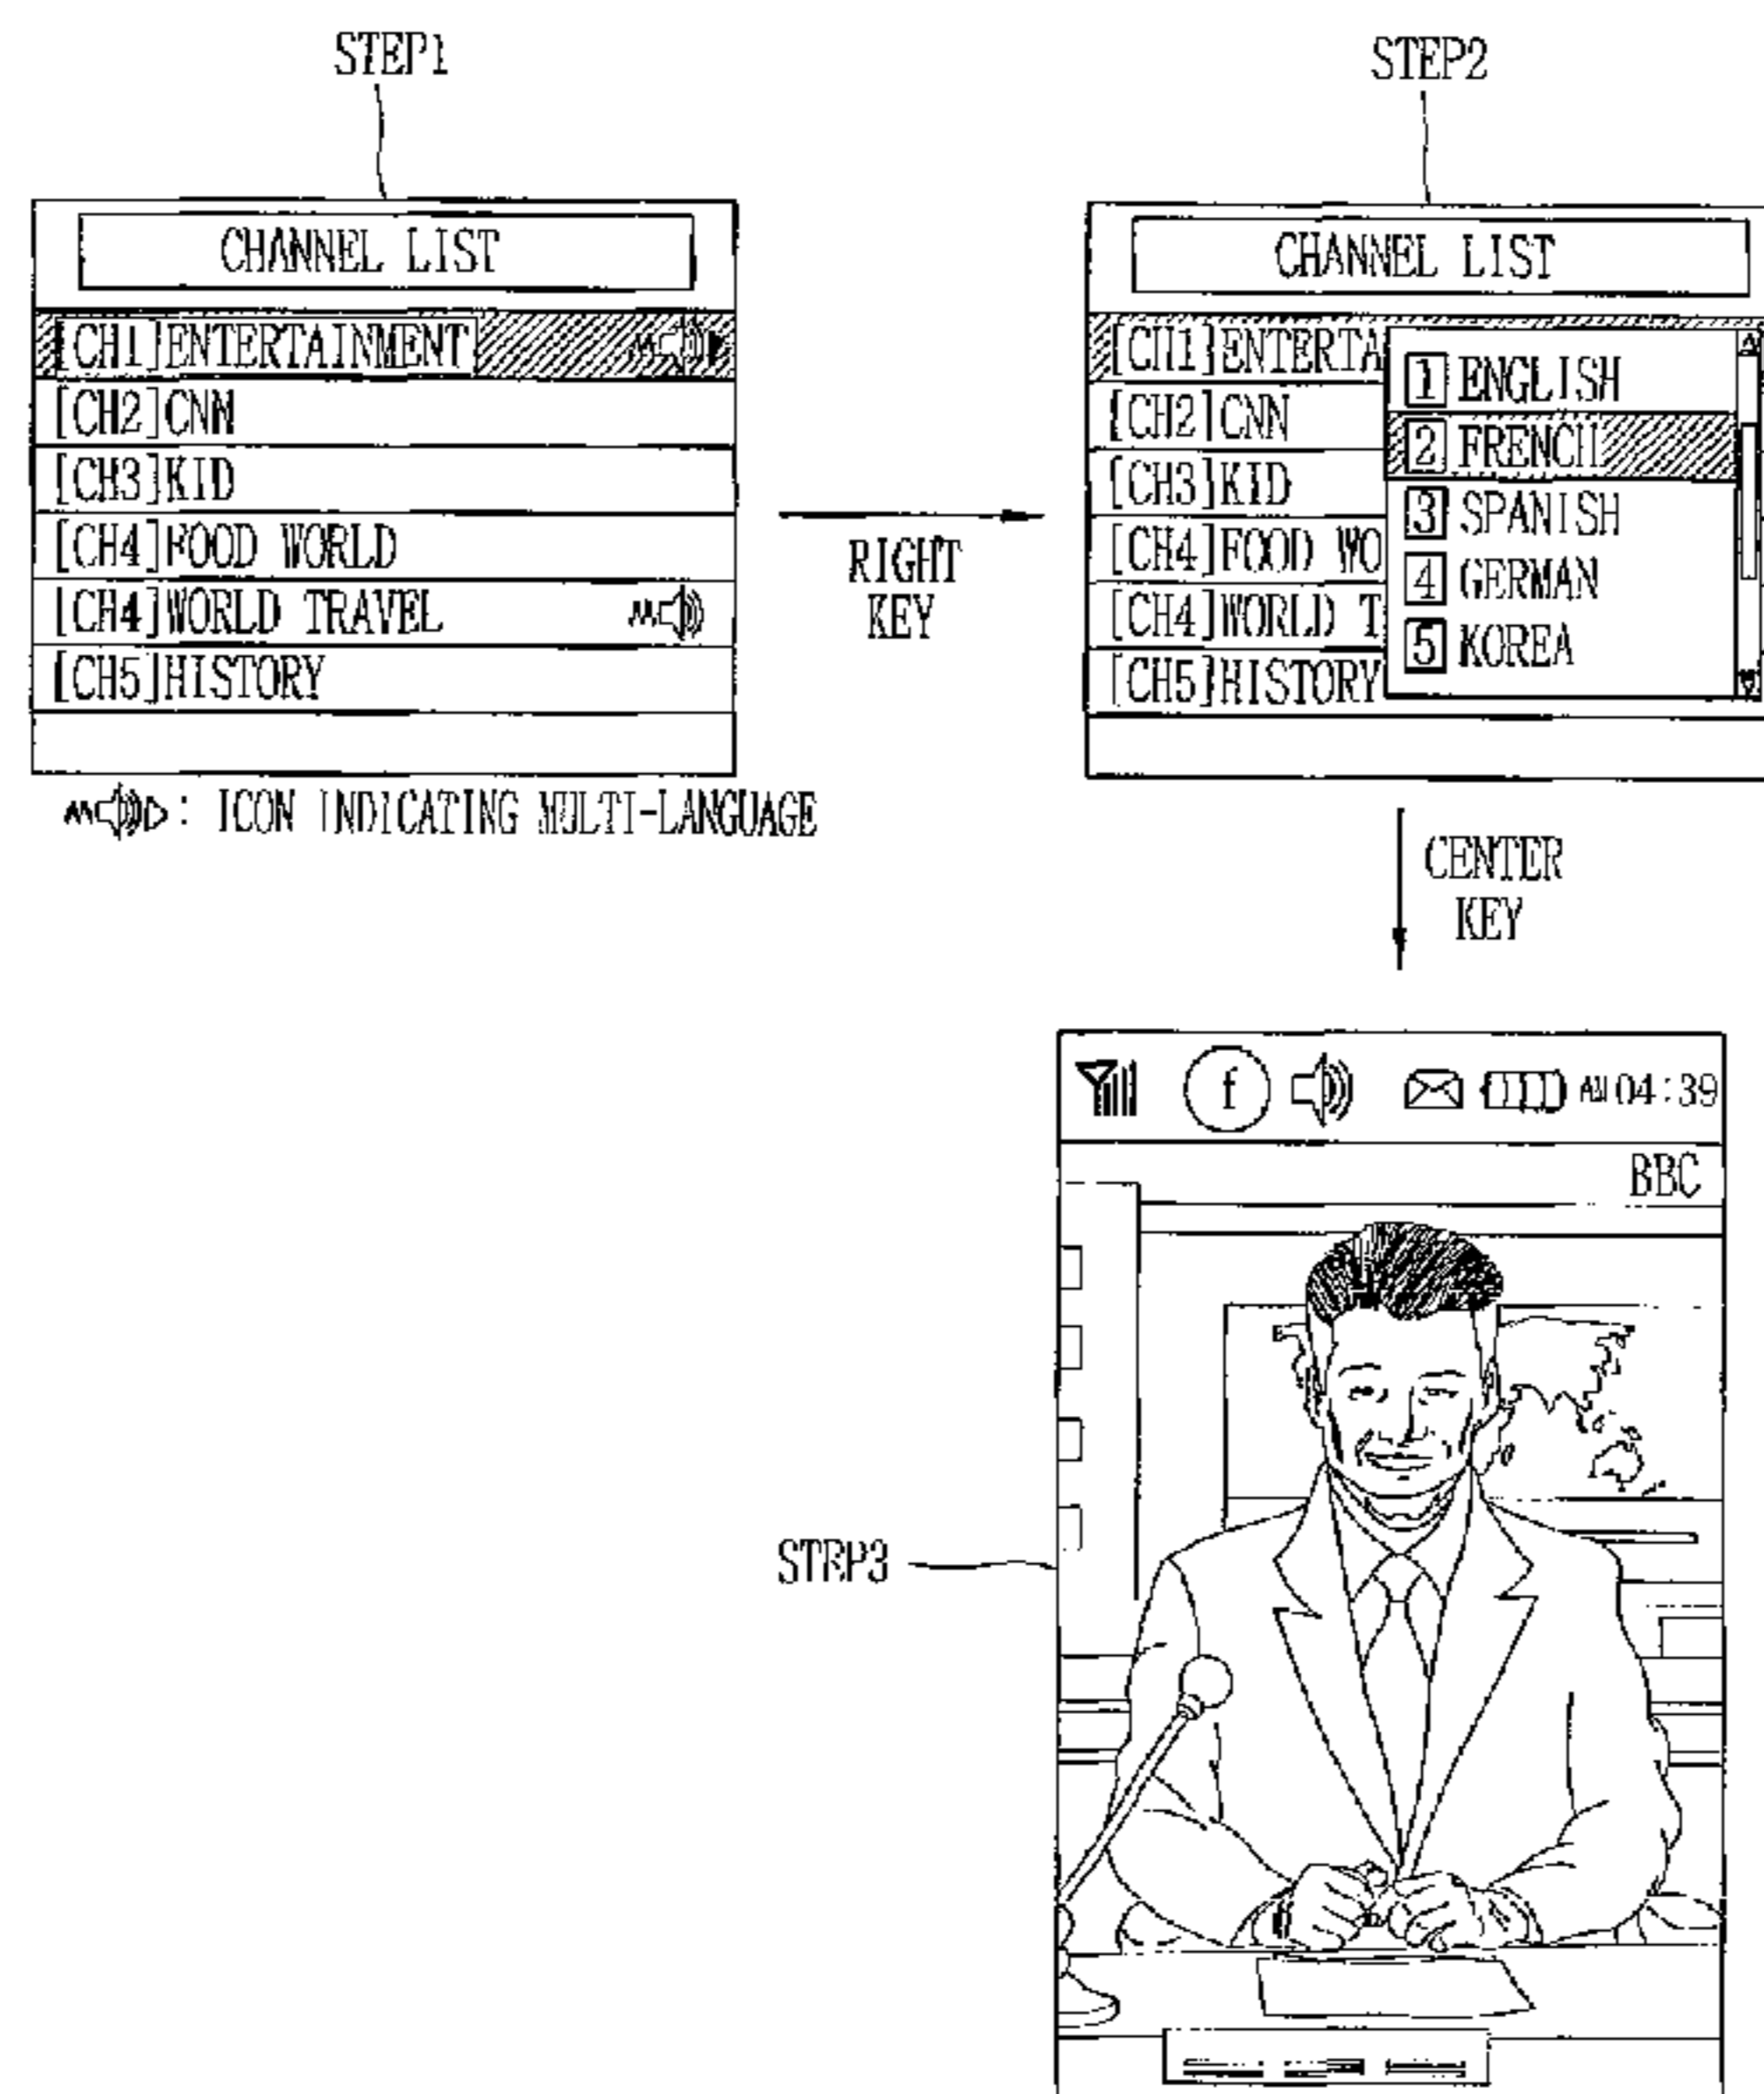 STEP1
CHANNEL LIST
[CH1]ENTERTAINMENT
[CH2]CNN
[CH3]KID
[CH4]FOOD WORLD
[CH4]WORLD TRAVEL
[CH5]HISTORY
: ICON INDICATING MULTI-LANGUAGE
RIGHT
KEY
STEP2
CHANNEL LIST
[CH1]ENTERTA
[CH2]CNN
[CH3]KID
[CH4]FOOD WO
[CH4]WORLD T
[CH5]HISTORY
1 ENGLISH
2 FRENCH
3 SPANISH
4 GERMAN
5 KOREA
CENTER
KEY
STEP3
f AM 04:39
BBC